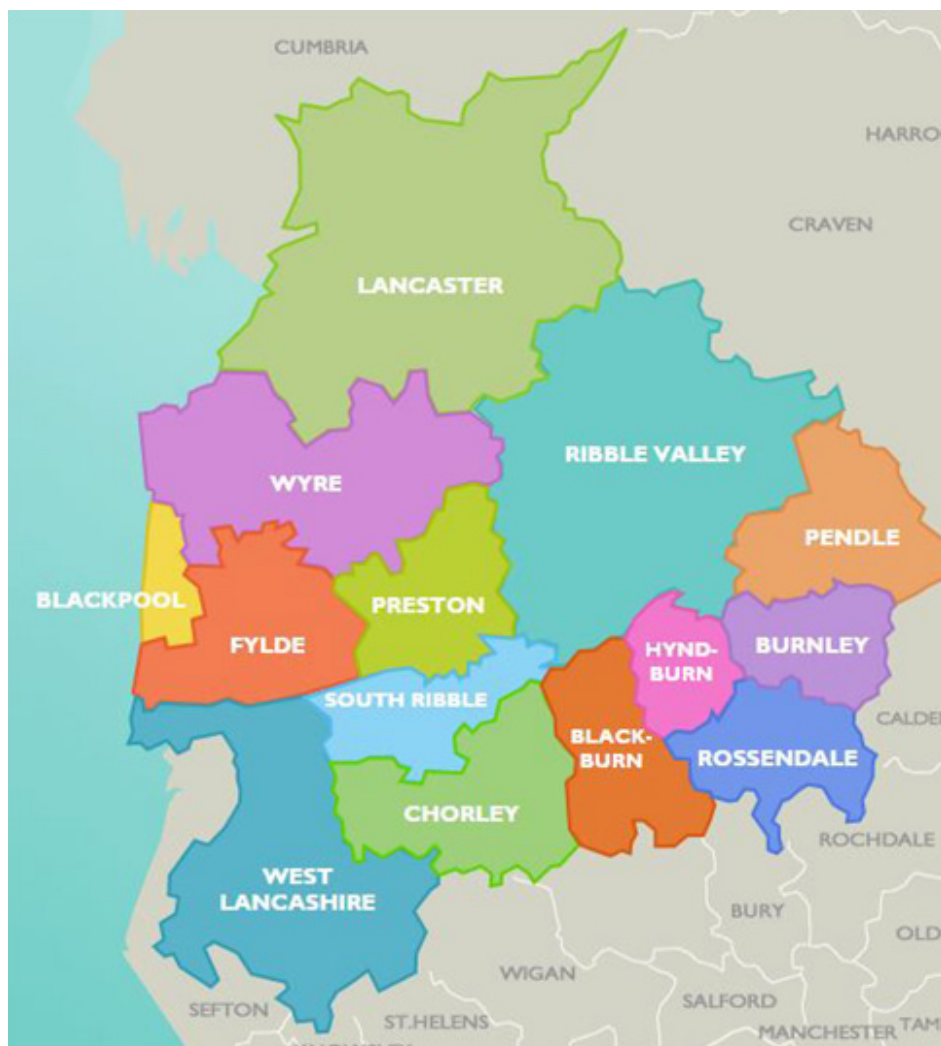 CUMBRIA
HARRO
CRAVEN
LANCASTER
RIBBLE VALLEY
WYRE
PENDLE
BLACKPOOL
PRESTON
FYLDE
HYND-
BURN
BURNLEY
SOUTH RIBBLE
CALDE
BLACK-
BURN
ROSSENDALE
CHORLEY
ROCHDALE
WEST
LANCASHIRE
BURY
OLD
WIGAN
SEFTON
ST.HELENS
SALFORD
MANCHESTER
TAM